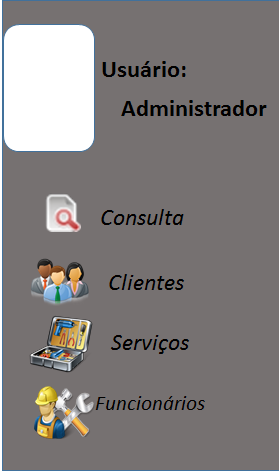 Usuário:
Administrador
Consulta
Clientes
Serviços
Funcionários